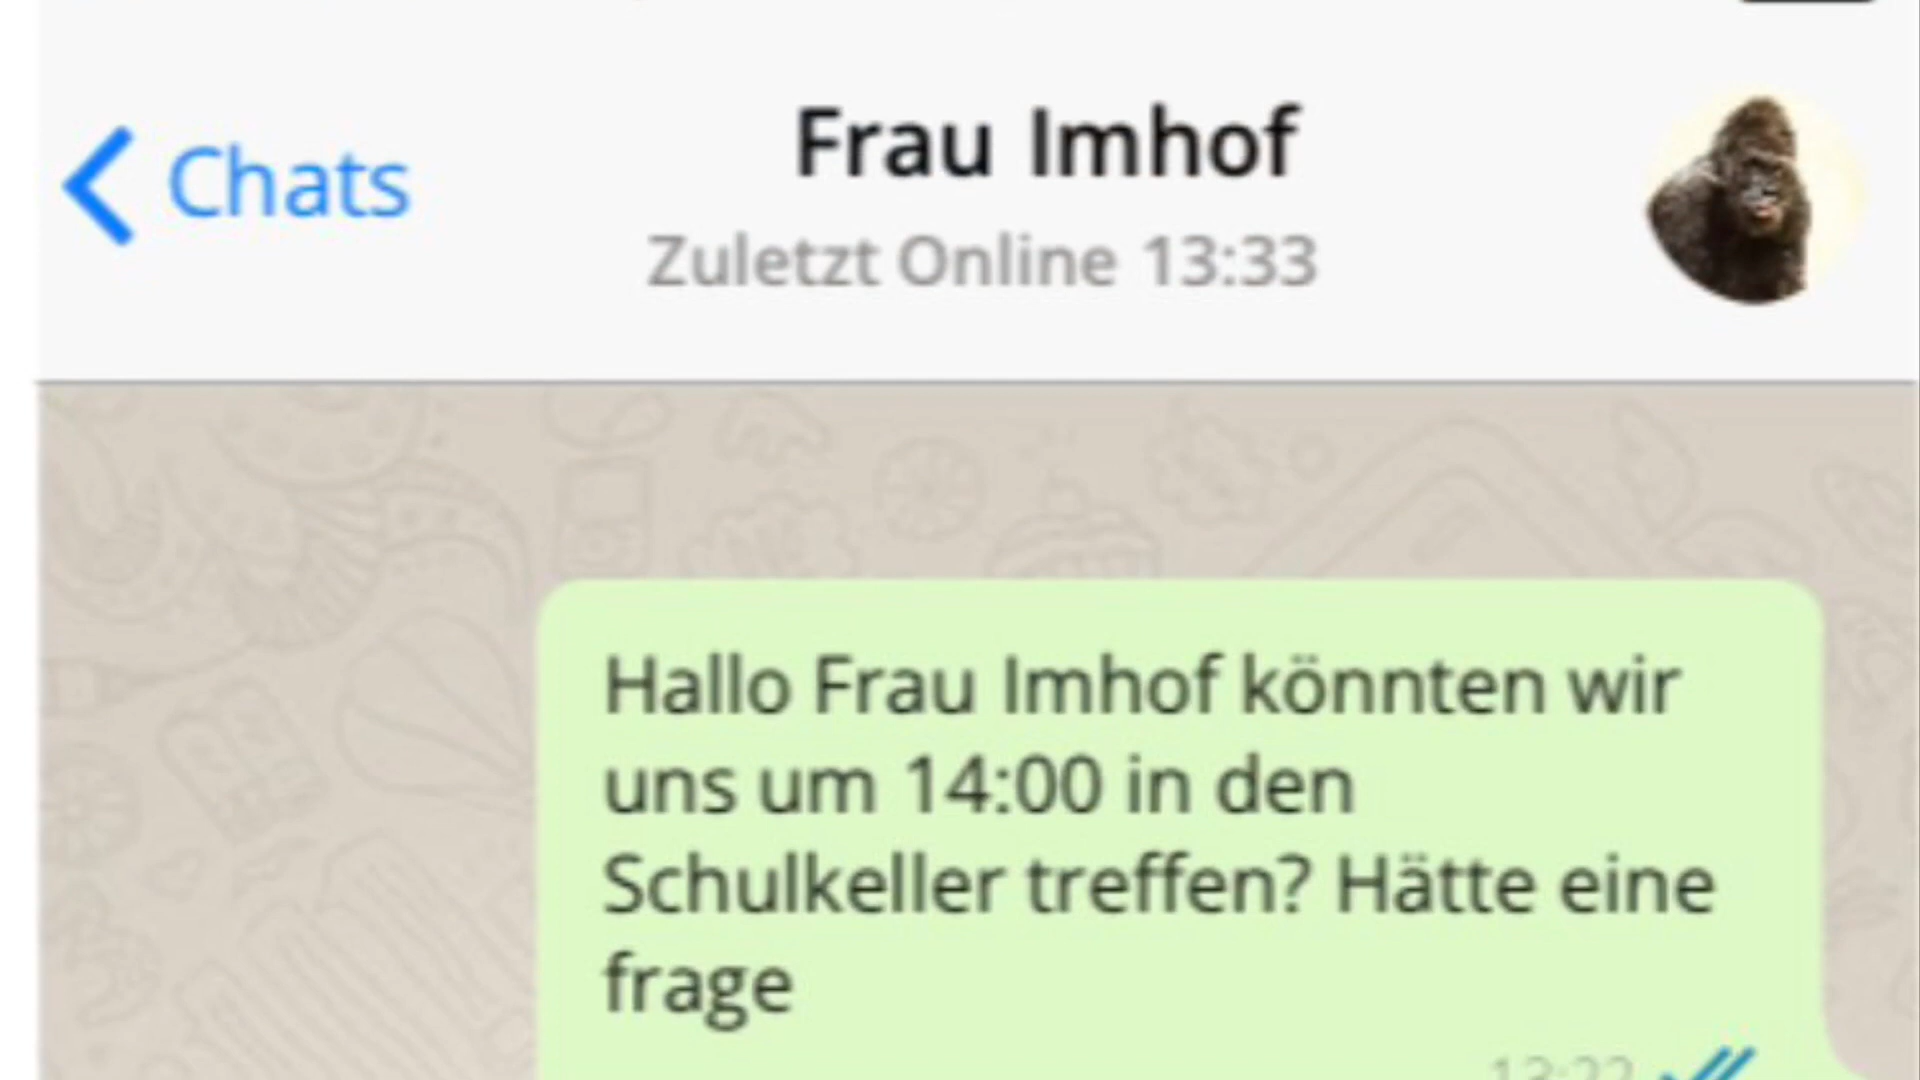 Chats
Frau Imhof
Zuletzt Online 13:33
Hallo Frau Imhof könnten wir
uns um 14:00 in den
Schulkeller treffen? Hätte eine
frage